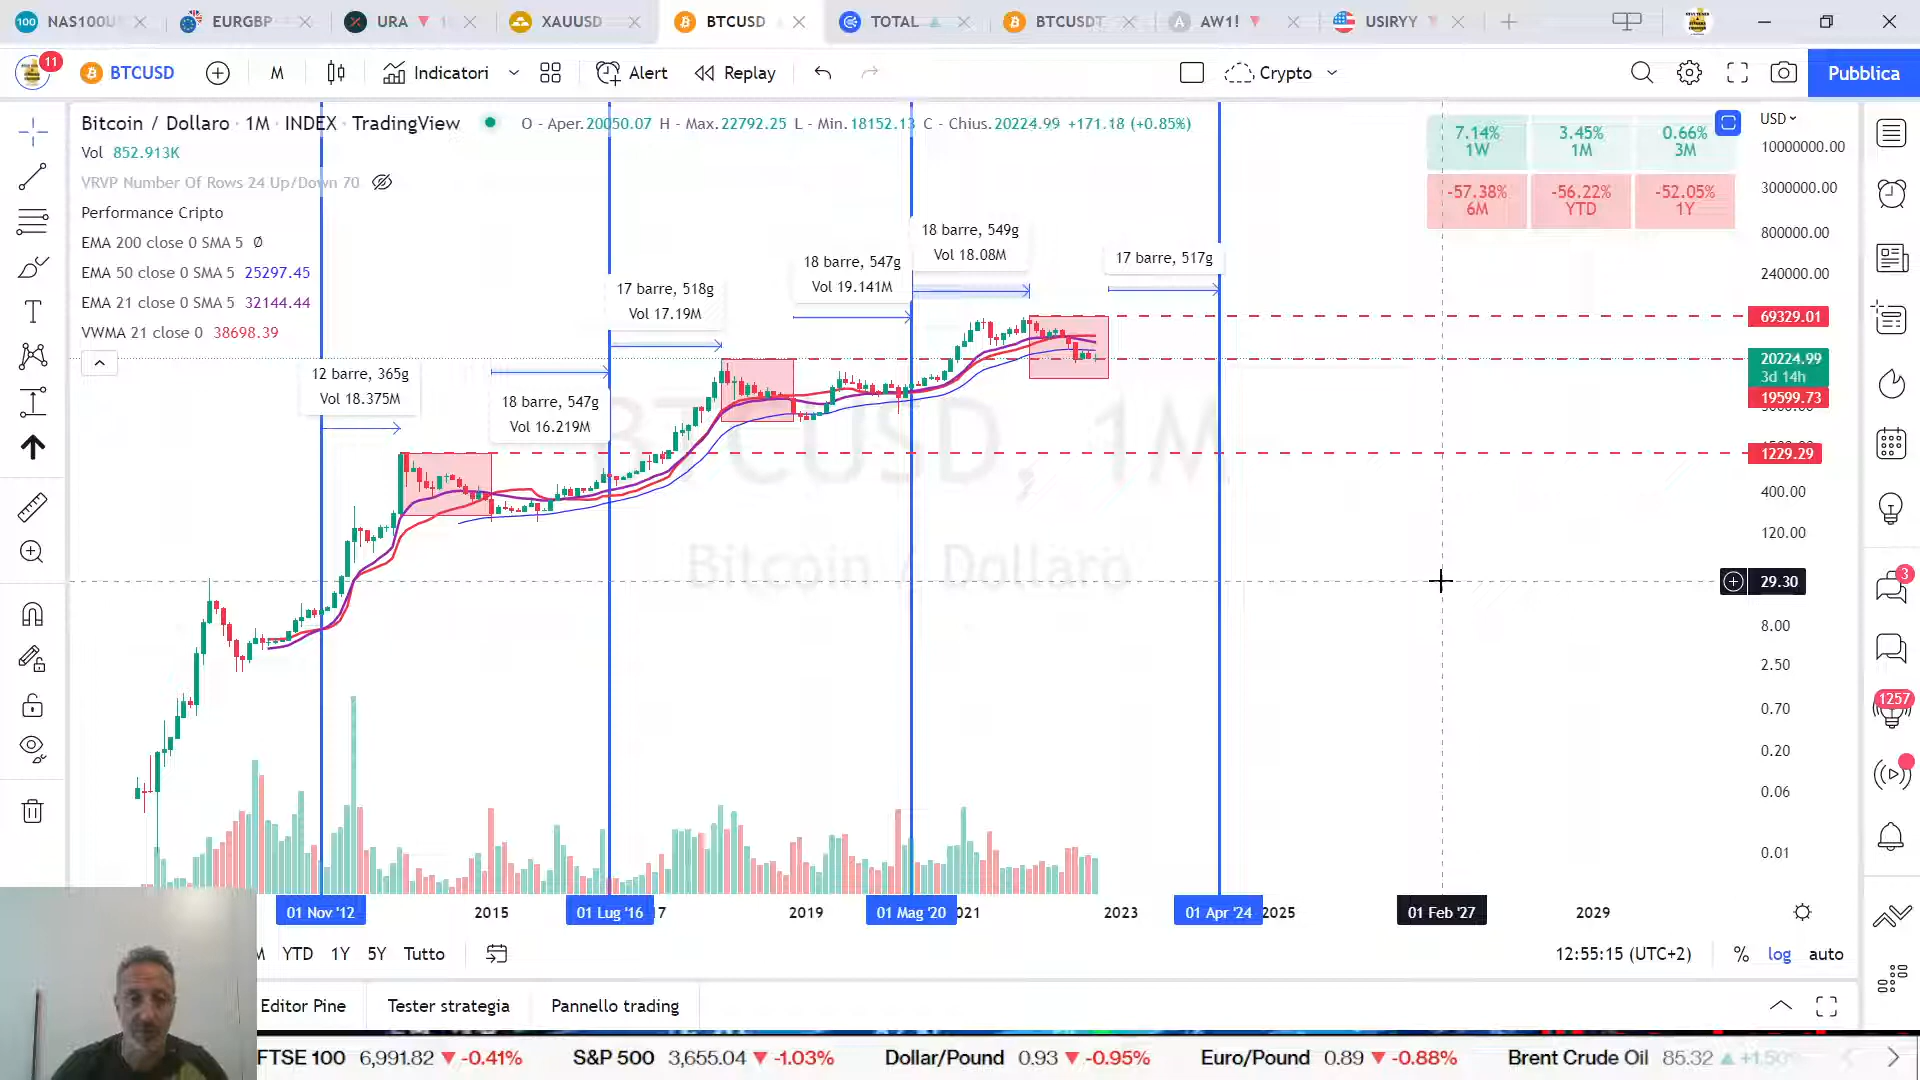 NAS100U EURGBP URA XAUUSD BTCUSD TOTAL BTCUSDT AW1! USIRYY
11 BTCUSD M Indicatori Alert Replay Crypto Pubblica
Bitcoin / Dollaro · 1M · INDEX · TradingView O - Aper.20050.07 H - Max.22792.25 L - Min.18152.13 C - Chius.20224.99 +171.18 (+0.85%)
Vol 852.913K
VRVP Number Of Rows 24 Up/Down 70
Performance Cripto
EMA 200 close 0 SMA 5 Ø
EMA 50 close 0 SMA 5 25297.45
EMA 21 close 0 SMA 5 32144.44
VWMA 21 close 0 38698.39
7.14% 3.45% 0.66%
1W 1M 3M
-57.38% -56.22% -52.05%
6M YTD 1Y
12 barre, 365g
Vol 18.375M
18 barre, 547g
Vol 16.219M
17 barre, 518g
Vol 17.19M
18 barre, 547g
Vol 19.141M
18 barre, 549g
Vol 18.08M
17 barre, 517g
BTCUSD, 1M
Bitcoin / Dollaro
USD
10000000.00
3000000.00
800000.00
240000.00
69329.01
20224.99
3d 14h
19599.73
1229.29
400.00
120.00
29.30
8.00
2.50
0.70
0.20
0.06
0.01
3
1257
01 Nov '12 2015 01 Lug '16 2019 01 Mag '20 2023 01 Apr '24 2025 01 Feb '27 2029
YTD 1Y 5Y Tutto 12:55:15 (UTC+2) % log auto
Editor Pine Tester strategia Pannello trading
FTSE 100 6,991.82 ▼ -0.41% S&P 500 3,655.04 ▼ -1.03% Dollar/Pound 0.93 ▼ -0.95% Euro/Pound 0.89 ▼ -0.88% Brent Crude Oil 85.32 ▲